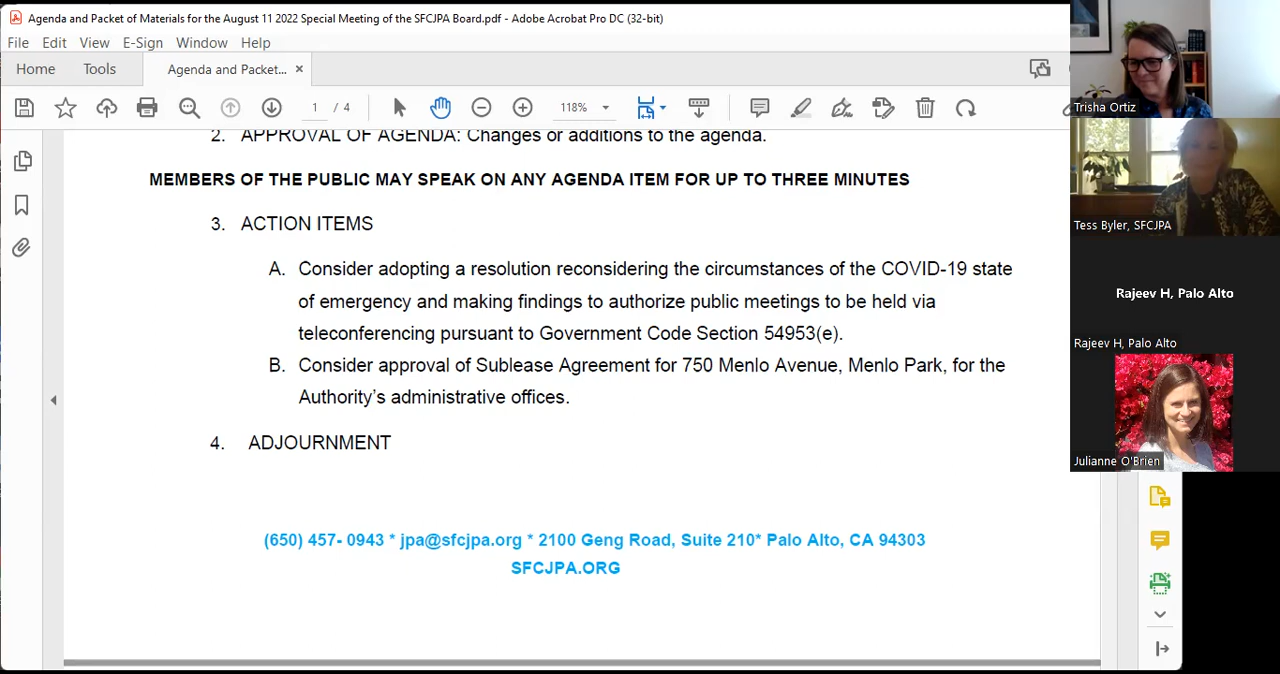 Agenda and Packet of Materials for the August 11 2022 Special Meeting of the SFCJPA Board.pdf - Adobe Acrobat Pro DC (32-bit)
File Edit View E-Sign Window Help
Home Tools Agenda and Packet... ×
1 / 4 118%
2. APPROVAL OF AGENDA: Changes or additions to the agenda.
MEMBERS OF THE PUBLIC MAY SPEAK ON ANY AGENDA ITEM FOR UP TO THREE MINUTES
3. ACTION ITEMS
A. Consider adopting a resolution reconsidering the circumstances of the COVID-19 state
of emergency and making findings to authorize public meetings to be held via
teleconferencing pursuant to Government Code Section 54953(e).
B. Consider approval of Sublease Agreement for 750 Menlo Avenue, Menlo Park, for the
Authority's administrative offices.
4. ADJOURNMENT
(650) 457- 0943 * jpa@sfcjpa.org * 2100 Geng Road, Suite 210* Palo Alto, CA 94303
SFCJPA.ORG
Trisha Ortiz
Tess Byler, SFCJPA
Rajeev H, Palo Alto
Rajeev H, Palo Alto
Julianne O'Brien